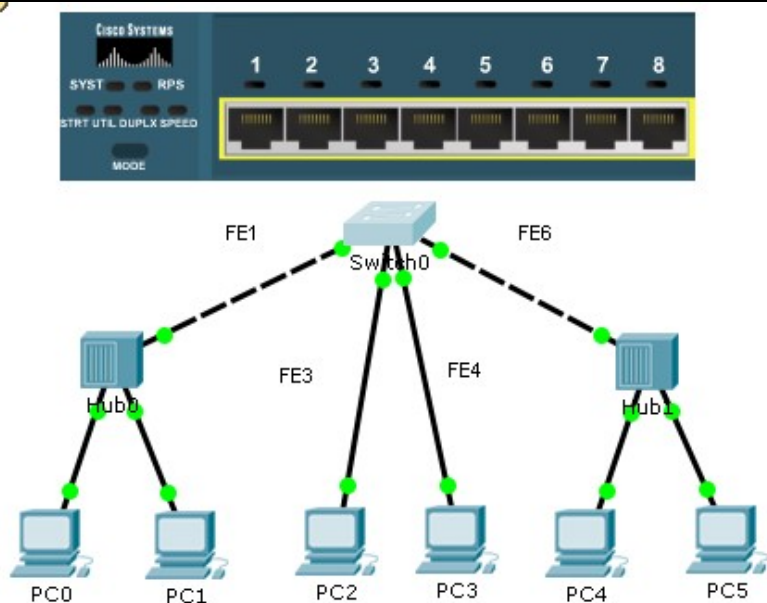 CISCO SYSTEMS
SYST RPS
STRT UTIL DUPLX SPEED
MODE
1 2 3 4 5 6 7 8
FE1
FE6
Switch0
FE3
FE4
Hub0
Hub1
PC0
PC1
PC2
PC3
PC4
PC5